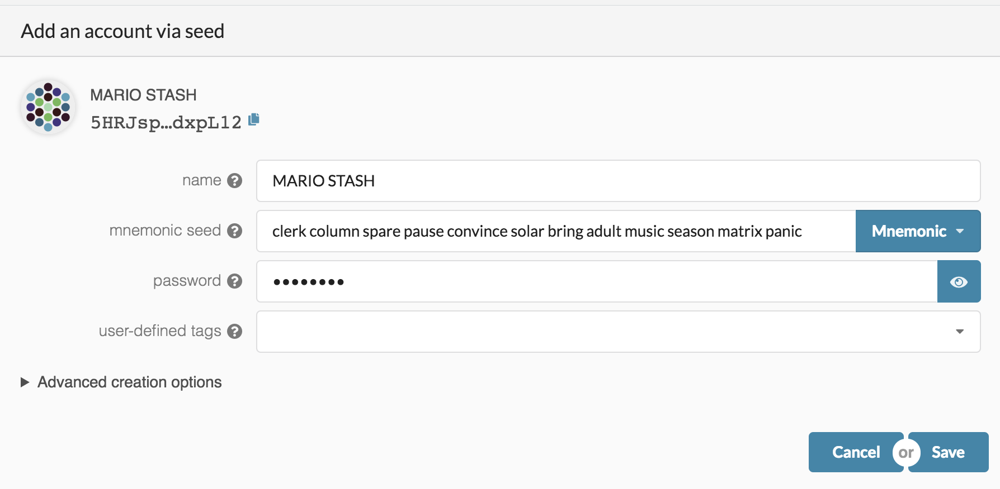 Add an account via seed
MARIO STASH
5HRJsp…dxpL12
name ?
MARIO STASH
mnemonic seed ?
clerk column spare pause convince solar bring adult music season matrix panic
Mnemonic
password ?
••••••••
user-defined tags ?
Advanced creation options
Cancel or Save